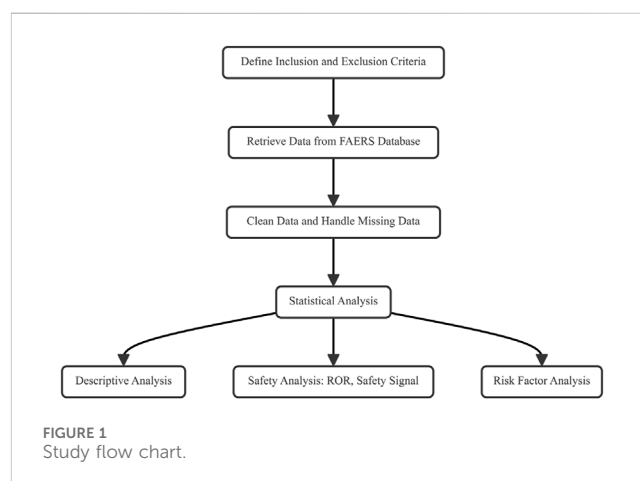 Define Inclusion and Exclusion Criteria
Retrieve Data from FAERS Database
Clean Data and Handle Missing Data
Statistical Analysis
Descriptive Analysis
Safety Analysis: ROR, Safety Signal
Risk Factor Analysis
FIGURE 1
Study flow chart.